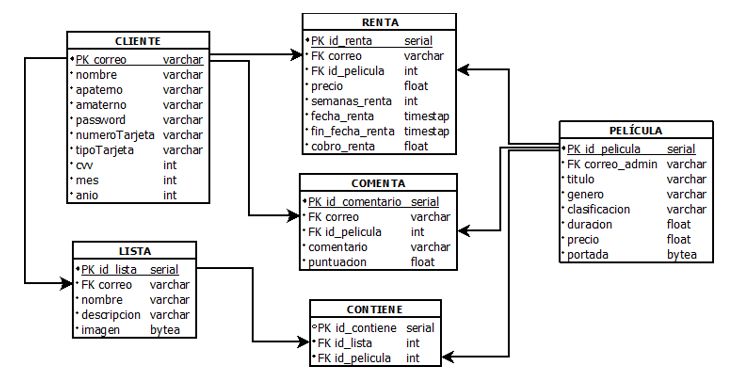 CLIENTE
PK correo varchar
nombre varchar
apaterno varchar
amaterno varchar
password varchar
numeroTarjeta varchar
tipoTarjeta varchar
cvv int
mes int
anio int
RENTA
PK id_renta serial
FK correo varchar
FK id_pelicula int
precio float
semanas_renta int
fecha_renta timestap
fin_fecha_renta timestap
cobro_renta float
PELÍCULA
PK id_pelicula serial
FK correo_admin varchar
titulo varchar
genero varchar
clasificacion varchar
duracion float
precio float
portada bytea
COMENTA
PK id_comentario serial
FK correo varchar
FK id_pelicula int
comentario varchar
puntuacion float
LISTA
PK id_lista serial
FK correo varchar
nombre varchar
descripcion varchar
imagen bytea
CONTIENE
PK id_contiene serial
FK id_lista int
FK id_pelicula int